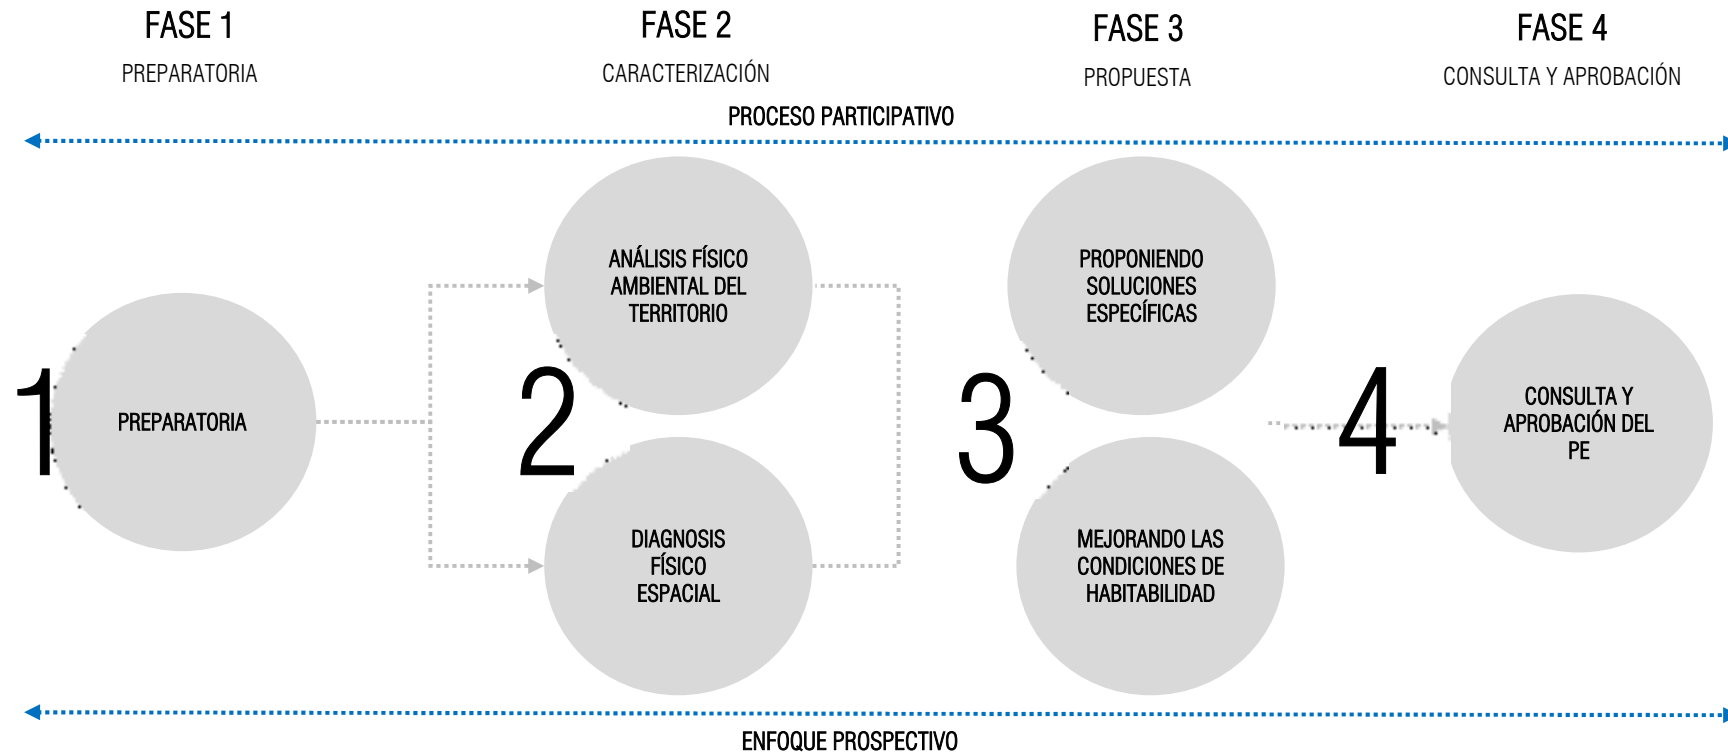 FASE 1
PREPARATORIA
FASE 2
CARACTERIZACIÓN
FASE 3
PROPUESTA
FASE 4
CONSULTA Y APROBACIÓN
PROCESO PARTICIPATIVO
1
PREPARATORIA
2
ANÁLISIS FÍSICO
AMBIENTAL DEL
TERRITORIO
DIAGNOSIS
FÍSICO
ESPACIAL
3
PROPONIENDO
SOLUCIONES
ESPECÍFICAS
MEJORANDO LAS
CONDICIONES DE
HABITABILIDAD
4
CONSULTA Y
APROBACIÓN DEL
PE
ENFOQUE PROSPECTIVO